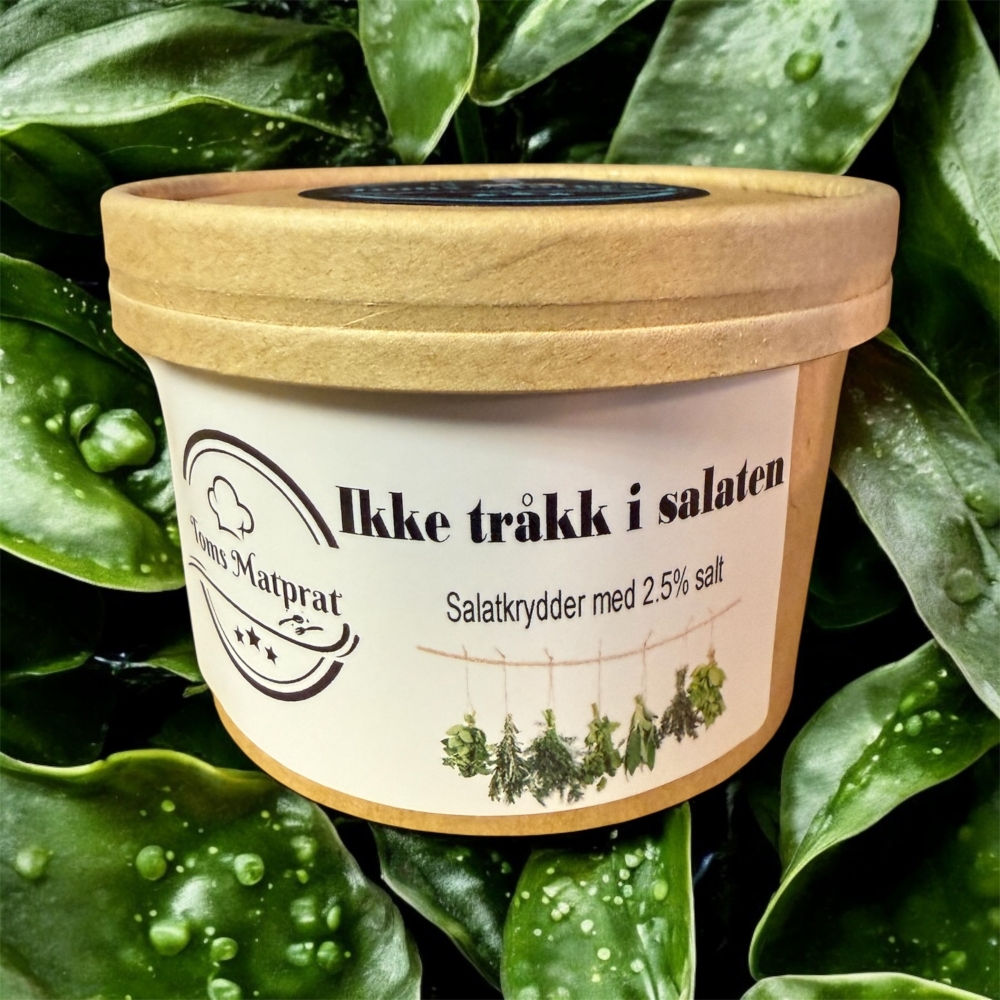 Ikke tråkk i salaten
Toms Matprat
Salatkrydder med 2.5% salt